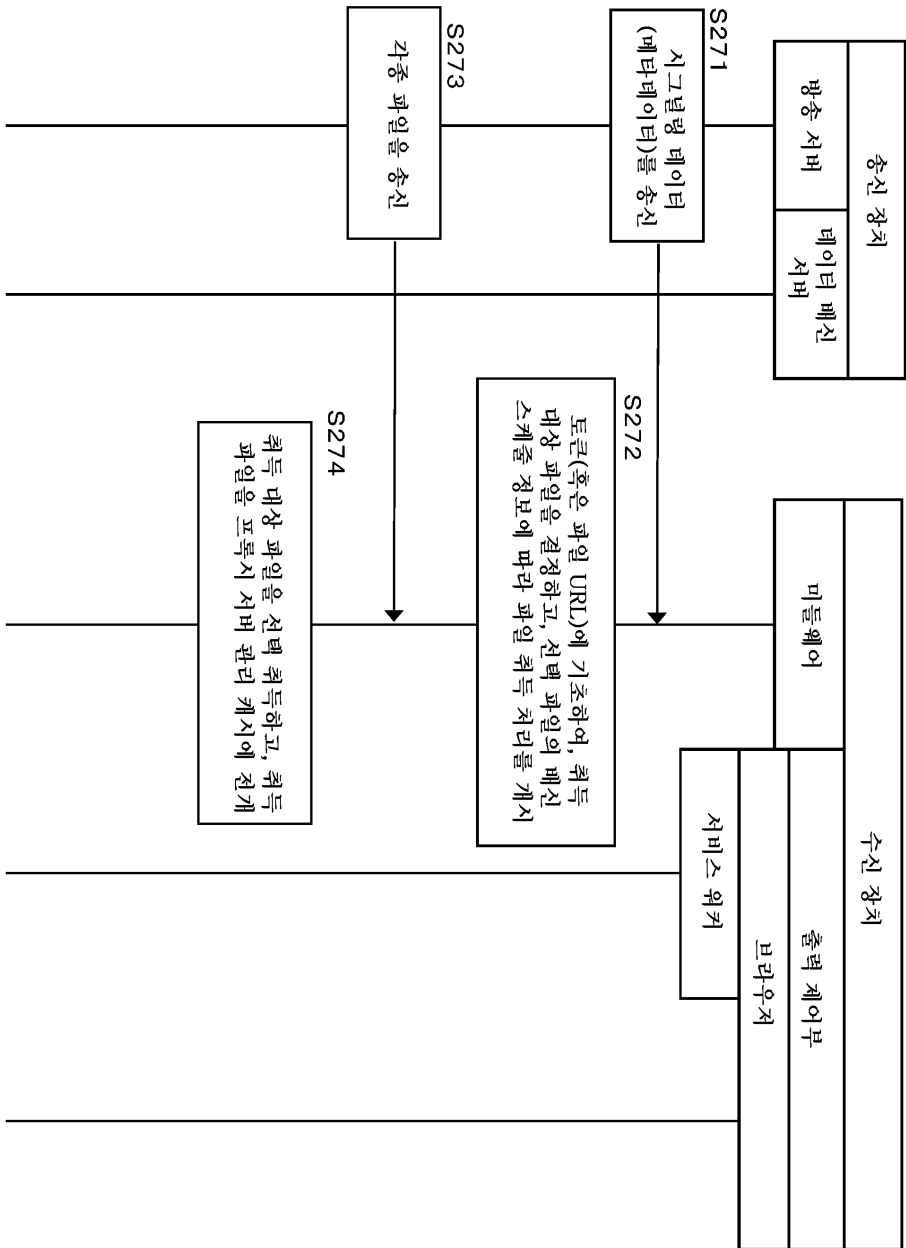 송신 장치
방송 서버
데이터 배신
서버
수신 장치
미들웨어
출력 제어부
브라우저
서비스 워커
S271
시그널링 데이터
(메타데이터)를 송신
S272
토큰(혹은 파일 URL)에 기초하여, 취득
대상 파일을 결정하고, 선택 파일의 배신
스케줄 정보에 따라 파일 취득 처리를 개시
S273
각종 파일을 송신
S274
취득 대상 파일을 선택 취득하고, 취득
파일을 프록시 서버 관리 캐시에 전개